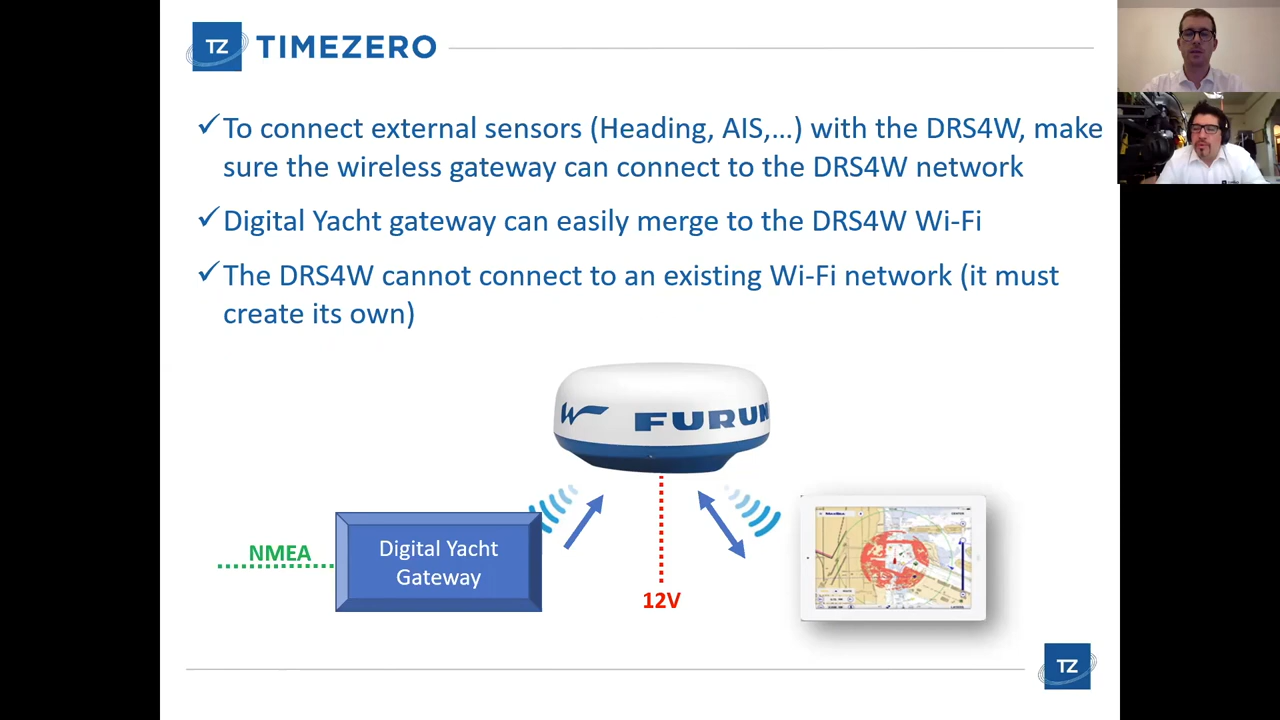 TZ TIMEZERO
✓ To connect external sensors (Heading, AIS,...) with the DRS4W, make
sure the wireless gateway can connect to the DRS4W network
✓ Digital Yacht gateway can easily merge to the DRS4W Wi-Fi
✓ The DRS4W cannot connect to an existing Wi-Fi network (it must
create its own)
W FURUN
NMEA
Digital Yacht
Gateway
12V
TZ